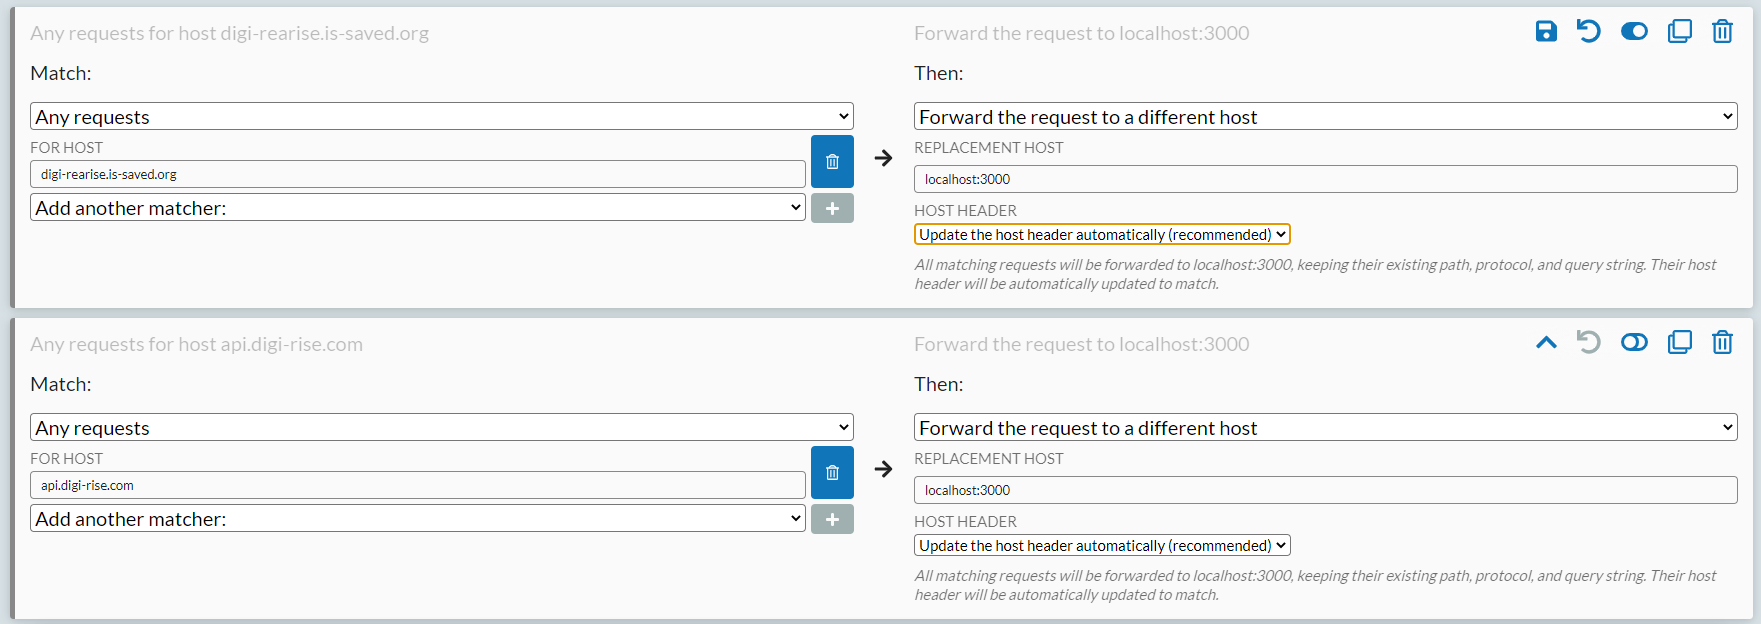 Any requests for host digi-rearise.is-saved.org
Match:
Any requests
FOR HOST
digi-rearise.is-saved.org
Add another matcher:
Forward the request to localhost:3000
Then:
Forward the request to a different host
REPLACEMENT HOST
localhost:3000
HOST HEADER
Update the host header automatically (recommended)
All matching requests will be forwarded to localhost:3000, keeping their existing path, protocol, and query string. Their host
header will be automatically updated to match.
Any requests for host api.digi-rise.com
Match:
Any requests
FOR HOST
api.digi-rise.com
Add another matcher:
Forward the request to localhost:3000
Then:
Forward the request to a different host
REPLACEMENT HOST
localhost:3000
HOST HEADER
Update the host header automatically (recommended)
All matching requests will be forwarded to localhost:3000, keeping their existing path, protocol, and query string. Their host
header will be automatically updated to match.